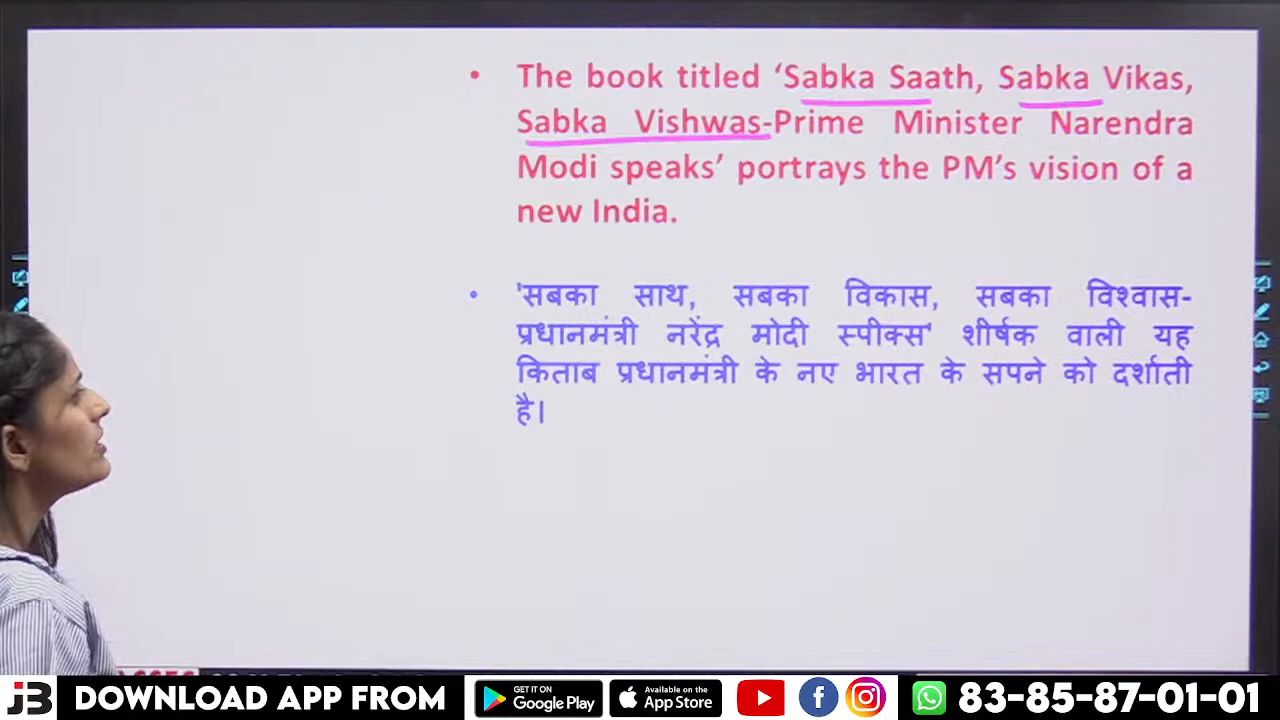 • The book titled ‘Sabka Saath, Sabka Vikas,
Sabka Vishwas-Prime Minister Narendra
Modi speaks’ portrays the PM’s vision of a
new India.
• 'सबका साथ, सबका विकास, सबका विश्वास-
प्रधानमंत्री नरेंद्र मोदी स्पीक्स' शीर्षक वाली यह
किताब प्रधानमंत्री के नए भारत के सपने को दर्शाती
है।
JB DOWNLOAD APP FROM GET IT ON Google Play Available on the App Store 83-85-87-01-01